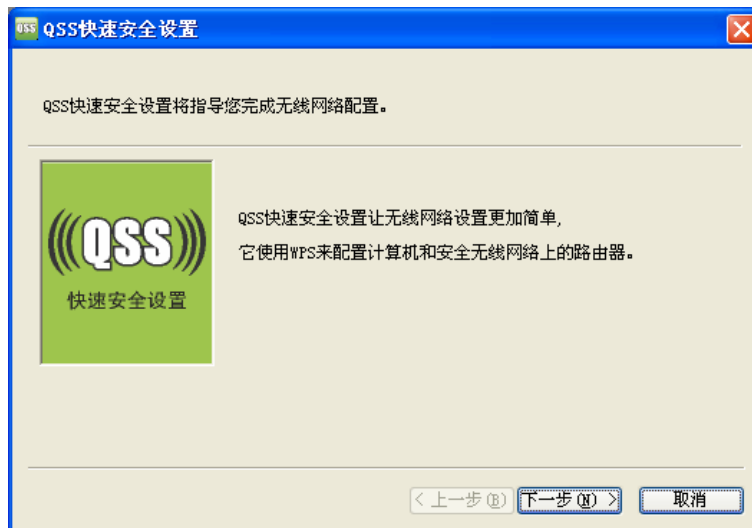 QSS QSS快速安全设置
QSS快速安全设置将指导您完成无线网络配置。
(((QSS)))
快速安全设置
QSS快速安全设置让无线网络设置更加简单,
它使用WPS来配置计算机和安全无线网络上的路由器。
< 上一步(B) 下一步(N) > 取消